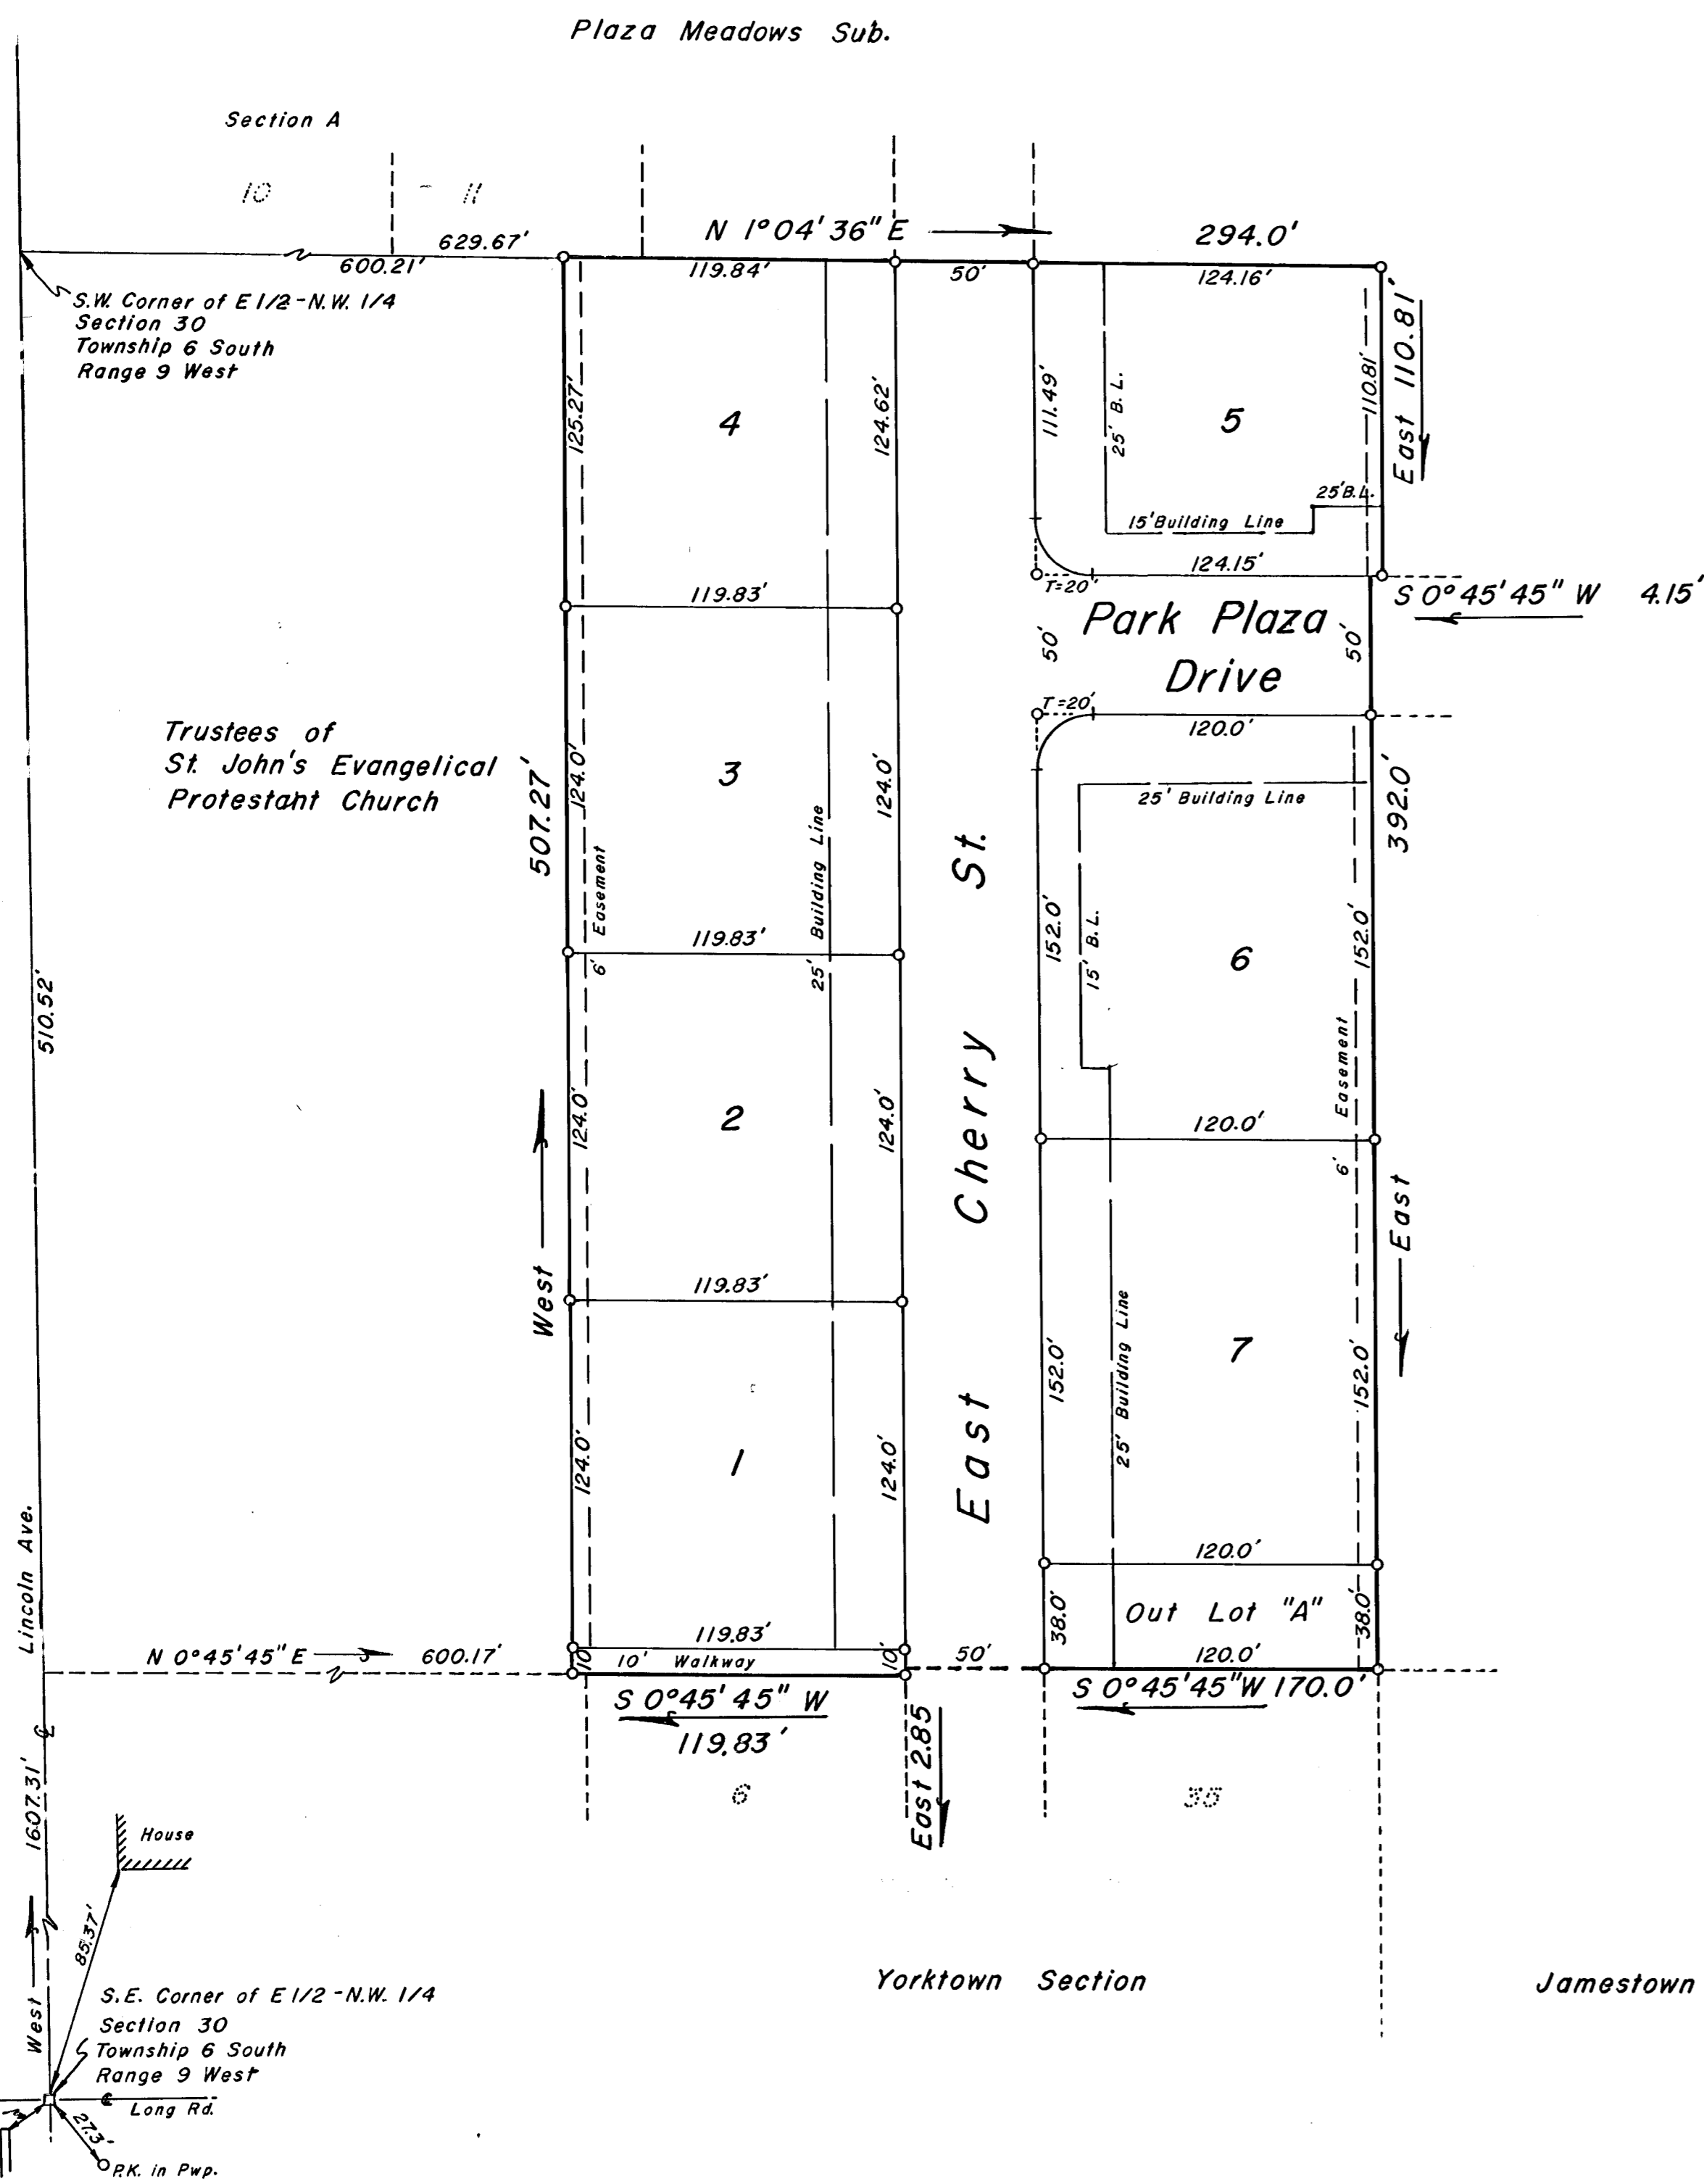 Plaza Meadows Sub.
Section A
10
11
N 1° 04' 36" E
294.0'
629.67'
600.21'
119.84'
50'
124.16'
S.W. Corner of E 1/2 - N.W. 1/4
Section 30
Township 6 South
Range 9 West
125.27'
4
124.62'
111.49'
25' B. L.
5
110.81'
East 110.81'
25' B.L.
15' Building Line
124.15'
T=20'
119.83'
S 0° 45' 45" W 4.15'
Park Plaza
Drive
50'
50'
T=20'
120.0'
Trustees of
St. John's Evangelical
Protestant Church
507.27'
124.0'
3
124.0'
25' Building Line
392.0'
6' Easement
25' Building Line
119.83'
152.0'
15' B.L.
6
152.0'
510.52'
East Cherry St.
6' Easement
124.0'
2
124.0'
120.0'
West
119.83'
East
124.0'
1
124.0'
152.0'
25' Building Line
7
152.0'
Lincoln Ave.
120.0'
38.0'
Out Lot "A"
38.0'
119.83'
N 0° 45' 45" E
600.17'
10'
10' Walkway
10'
50'
120.0'
S 0° 45' 45" W
119.83'
S 0° 45' 45" W 170.0'
East 2.85
6
35
West 1607.31'
House
85.37'
Yorktown Section
Jamestown
S.E. Corner of E 1/2 - N.W. 1/4
Section 30
Township 6 South
Range 9 West
Long Rd.
27.3'
P.K. in Pwp.